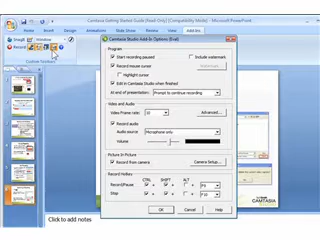 Camtasia Getting Started Guide [Read-Only] [Compatibility Mode] - Microsoft PowerPoint
Home Insert Design Animations Slide Show Review View Add-Ins
SnagIt Window
Record
Custom Toolbars
Camtasia Studio Add-In Options (Eval)
Program
Start recording paused
Include watermark
Record mouse cursor
Highlight cursor
Edit in Camtasia Studio when finished
At end of presentation: Prompt to continue recording
Video and Audio
Video Frame rate: 10
Advanced...
Record audio
Audio source Microphone only
Volume
Picture In Picture
Record from camera
Camera Setup...
Record Hotkey
CTRL SHIFT ALT
Record/Pause + + + F9
Stop + + + F10
OK Cancel Help
CAMTASIA
Click to add notes